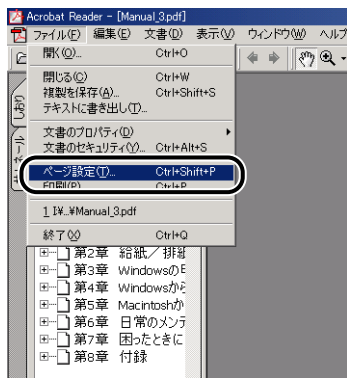 Acrobat Reader - [Manual_3.pdf]
ファイル(F) 編集(E) 文書(D) 表示(V) ウィンドウ(W) ヘルプ
開く(O)... Ctrl+O
閉じる(C) Ctrl+W
複製を保存(A)... Ctrl+Shift+S
テキストに書き出し(T)...
文書のプロパティ(D)
文書のセキュリティ(Y)... Ctrl+Alt+S
ページ設定(T)... Ctrl+Shift+P
印刷(P)... Ctrl+P
1 I¥...¥Manual_3.pdf
終了(X) Ctrl+Q
第2章 給紙／排紙
第3章 Windowsの
第4章 Windowsか
第5章 Macintoshか
第6章 日常のメンテ
第7章 困ったときに
第8章 付録